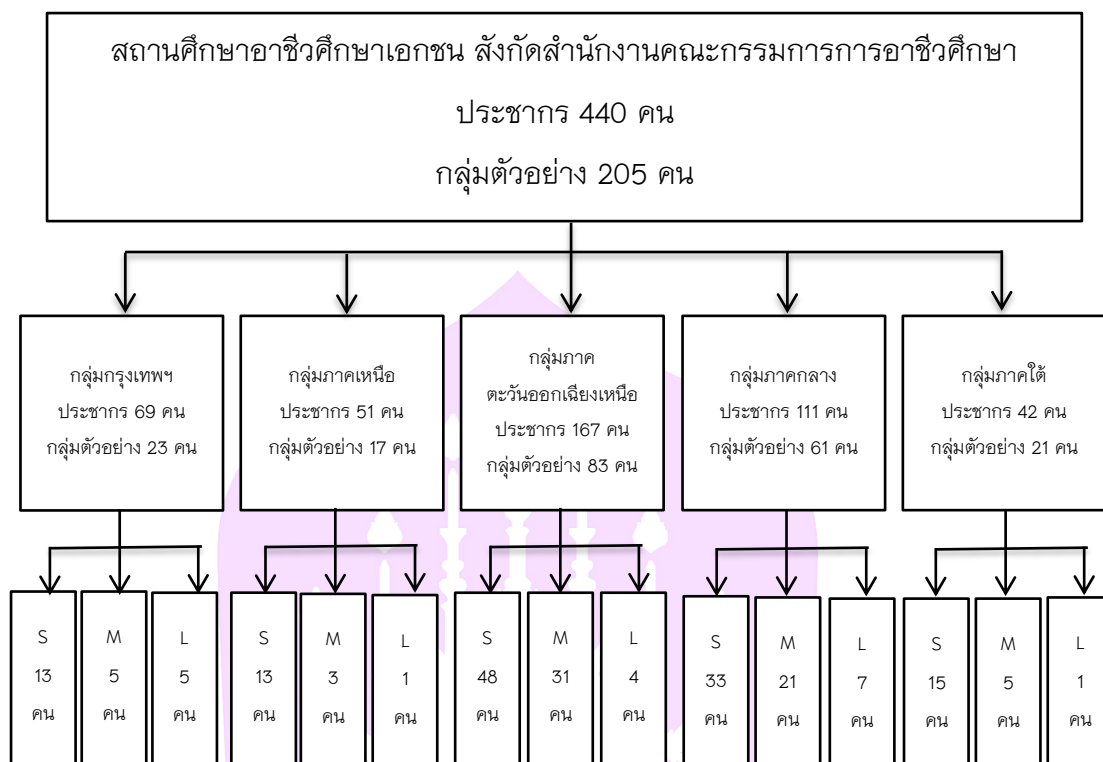 สถานศึกษาอาชีวศึกษาเอกชน สังกัดสำนักงานคณะกรรมการการอาชีวศึกษา
ประชากร 440 คน
กลุ่มตัวอย่าง 205 คน
กลุ่มกรุงเทพฯ
ประชากร 69 คน
กลุ่มตัวอย่าง 23 คน
กลุ่มภาคเหนือ
ประชากร 51 คน
กลุ่มตัวอย่าง 17 คน
กลุ่มภาค
ตะวันออกเฉียงเหนือ
ประชากร 167 คน
กลุ่มตัวอย่าง 83 คน
กลุ่มภาคกลาง
ประชากร 111 คน
กลุ่มตัวอย่าง 61 คน
กลุ่มภาคใต้
ประชากร 42 คน
กลุ่มตัวอย่าง 21 คน
S
13
คน
M
5
คน
L
5
คน
S
13
คน
M
3
คน
L
1
คน
S
48
คน
M
31
คน
L
4
คน
S
33
คน
M
21
คน
L
7
คน
S
15
คน
M
5
คน
L
1
คน